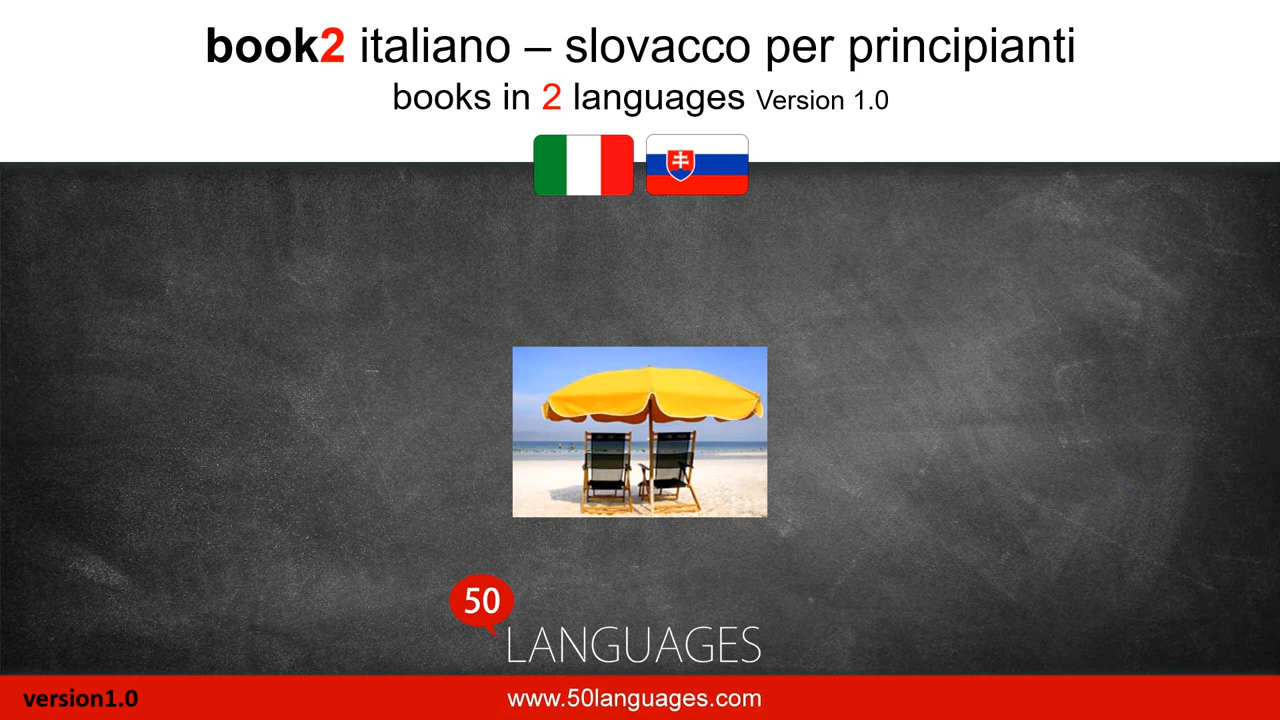 book2 italiano – slovacco per principianti
books in 2 languages Version 1.0
50
LANGUAGES
version1.0
www.50languages.com